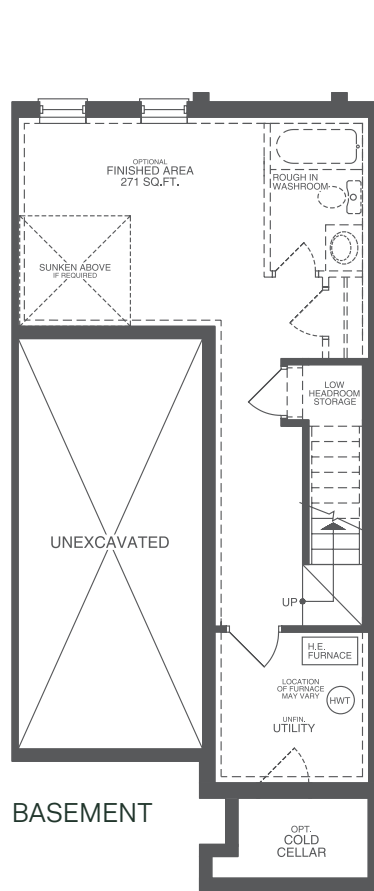 OPTIONAL
FINISHED AREA
271 SQ.FT.
ROUGH IN
WASHROOM
SUNKEN ABOVE
IF REQUIRED
LOW
HEADROOM
STORAGE
UNEXCAVATED
UP
H.E.
FURNACE
LOCATION
OF FURNACE
MAY VARY
HWT
UNFIN.
UTILITY
BASEMENT
OPT.
COLD
CELLAR